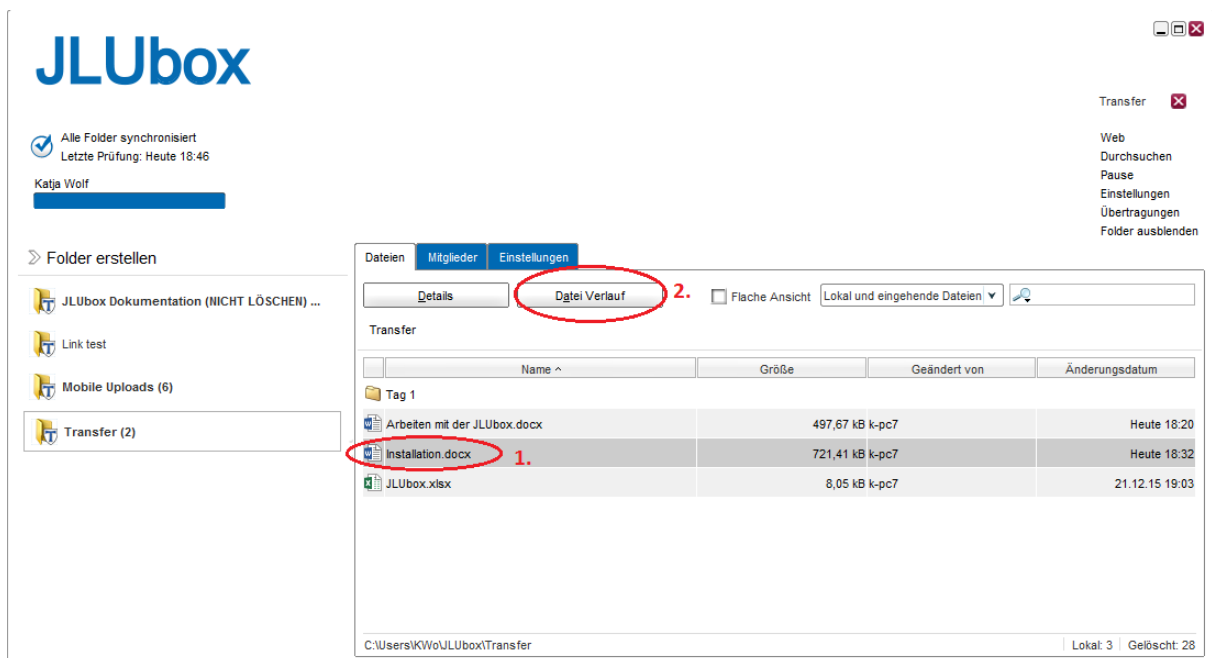 JLUbox
Transfer
Alle Folder synchronisiert
Letzte Prüfung: Heute 18:46
Katja Wolf
Web
Durchsuchen
Pause
Einstellungen
Übertragungen
Folder ausblenden
Folder erstellen
JLUbox Dokumentation (NICHT LÖSCHEN) ...
Link test
Mobile Uploads (6)
Transfer (2)
Dateien Mitglieder Einstellungen
Details Datei Verlauf 2. Flache Ansicht Lokal und eingehende Dateien
Transfer
Name Größe Geändert von Änderungsdatum
Tag 1
Arbeiten mit der JLUbox.docx 497,67 kB k-pc7 Heute 18:20
Installation.docx 1. 721,41 kB k-pc7 Heute 18:32
JLUbox.xlsx 8,05 kB k-pc7 21.12.15 19:03
C:\Users\KWo\JLUbox\Transfer Lokal: 3 Gelöscht: 28